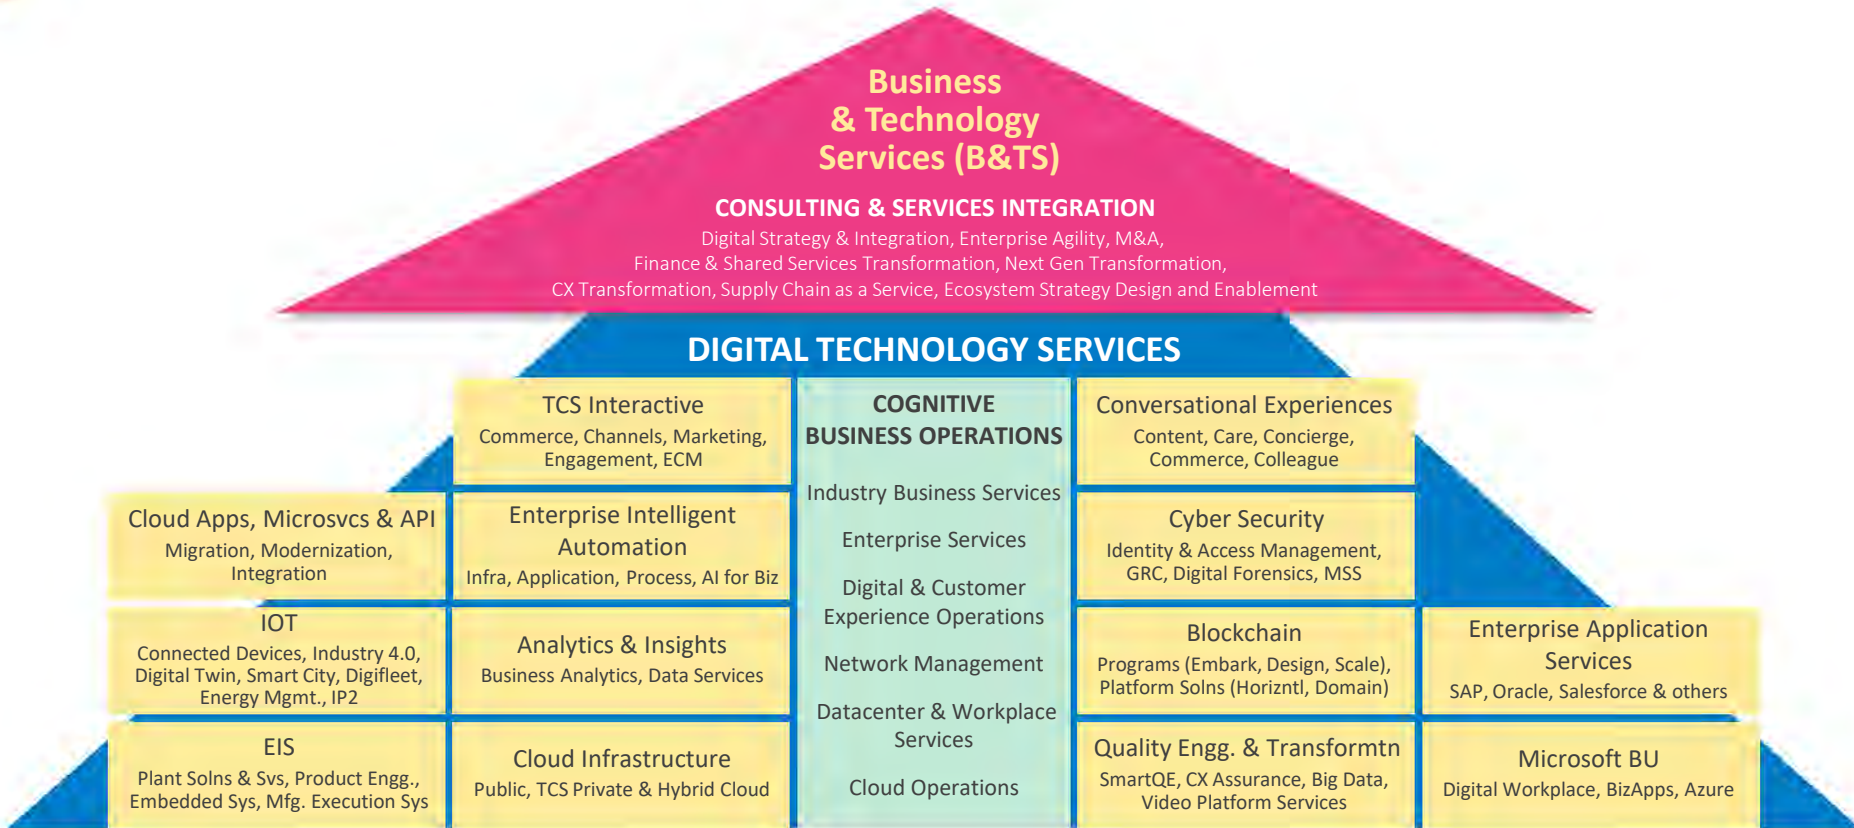 Business
& Technology
Services (B&TS)
CONSULTING & SERVICES INTEGRATION
Digital Strategy & Integration, Enterprise Agility, M&A,
Finance & Shared Services Transformation, Next Gen Transformation,
CX Transformation, Supply Chain as a Service, Ecosystem Strategy Design and Enablement
DIGITAL TECHNOLOGY SERVICES
Cloud Apps, Microsvcs & API
Migration, Modernization,
Integration
IOT
Connected Devices, Industry 4.0,
Digital Twin, Smart City, Digifleet,
Energy Mgmt., IP2
EIS
Plant Solns & Svs, Product Engg.,
Embedded Sys, Mfg. Execution Sys
TCS Interactive
Commerce, Channels, Marketing,
Engagement, ECM
Enterprise Intelligent
Automation
Infra, Application, Process, AI for Biz
Analytics & Insights
Business Analytics, Data Services
Cloud Infrastructure
Public, TCS Private & Hybrid Cloud
COGNITIVE
BUSINESS OPERATIONS
Industry Business Services
Enterprise Services
Digital & Customer
Experience Operations
Network Management
Datacenter & Workplace
Services
Cloud Operations
Conversational Experiences
Content, Care, Concierge,
Commerce, Colleague
Cyber Security
Identity & Access Management,
GRC, Digital Forensics, MSS
Blockchain
Programs (Embark, Design, Scale),
Platform Solns (Horizntl, Domain)
Quality Engg. & Transformtn
SmartQE, CX Assurance, Big Data,
Video Platform Services
Enterprise Application
Services
SAP, Oracle, Salesforce & others
Microsoft BU
Digital Workplace, BizApps, Azure